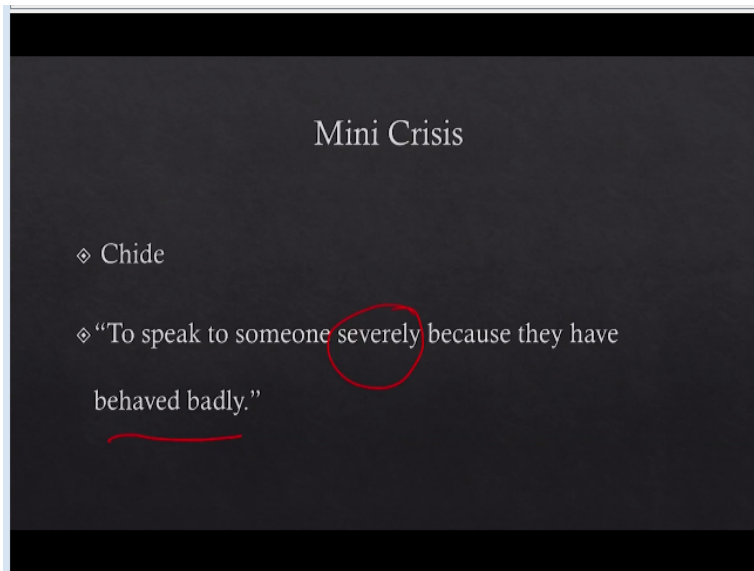 Mini Crisis
Chide
“To speak to someone severely because they have
behaved badly.”